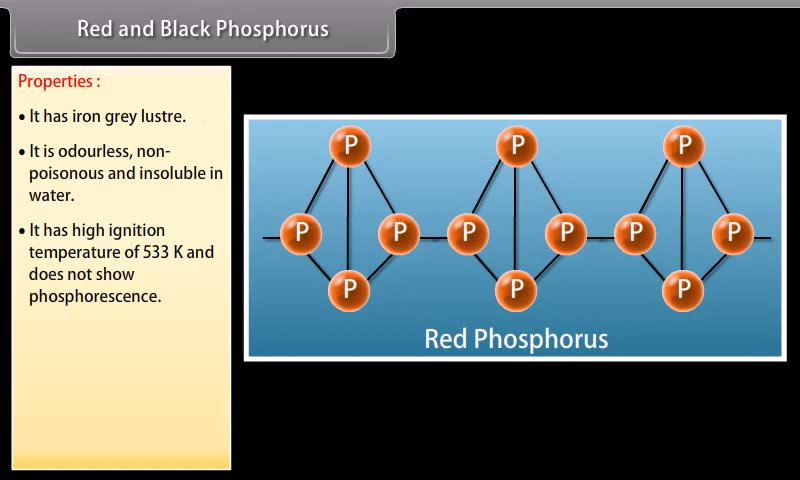 Red and Black Phosphorus
Properties :
• It has iron grey lustre.
• It is odourless, non-
poisonous and insoluble in
water.
• It has high ignition
temperature of 533 K and
does not show
phosphorescence.
P P P
P P P P P P
P P P
Red Phosphorus